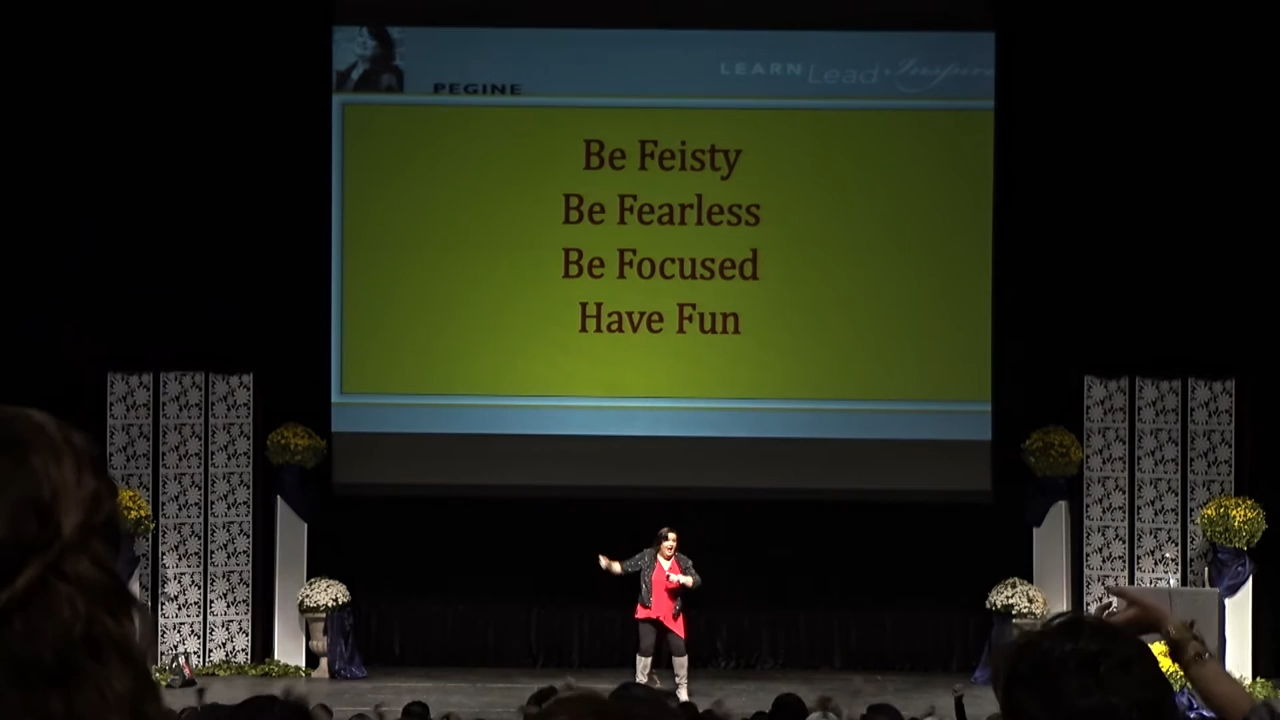 PEGINE
LEARN Lead Inspire
Be Feisty
Be Fearless
Be Focused
Have Fun